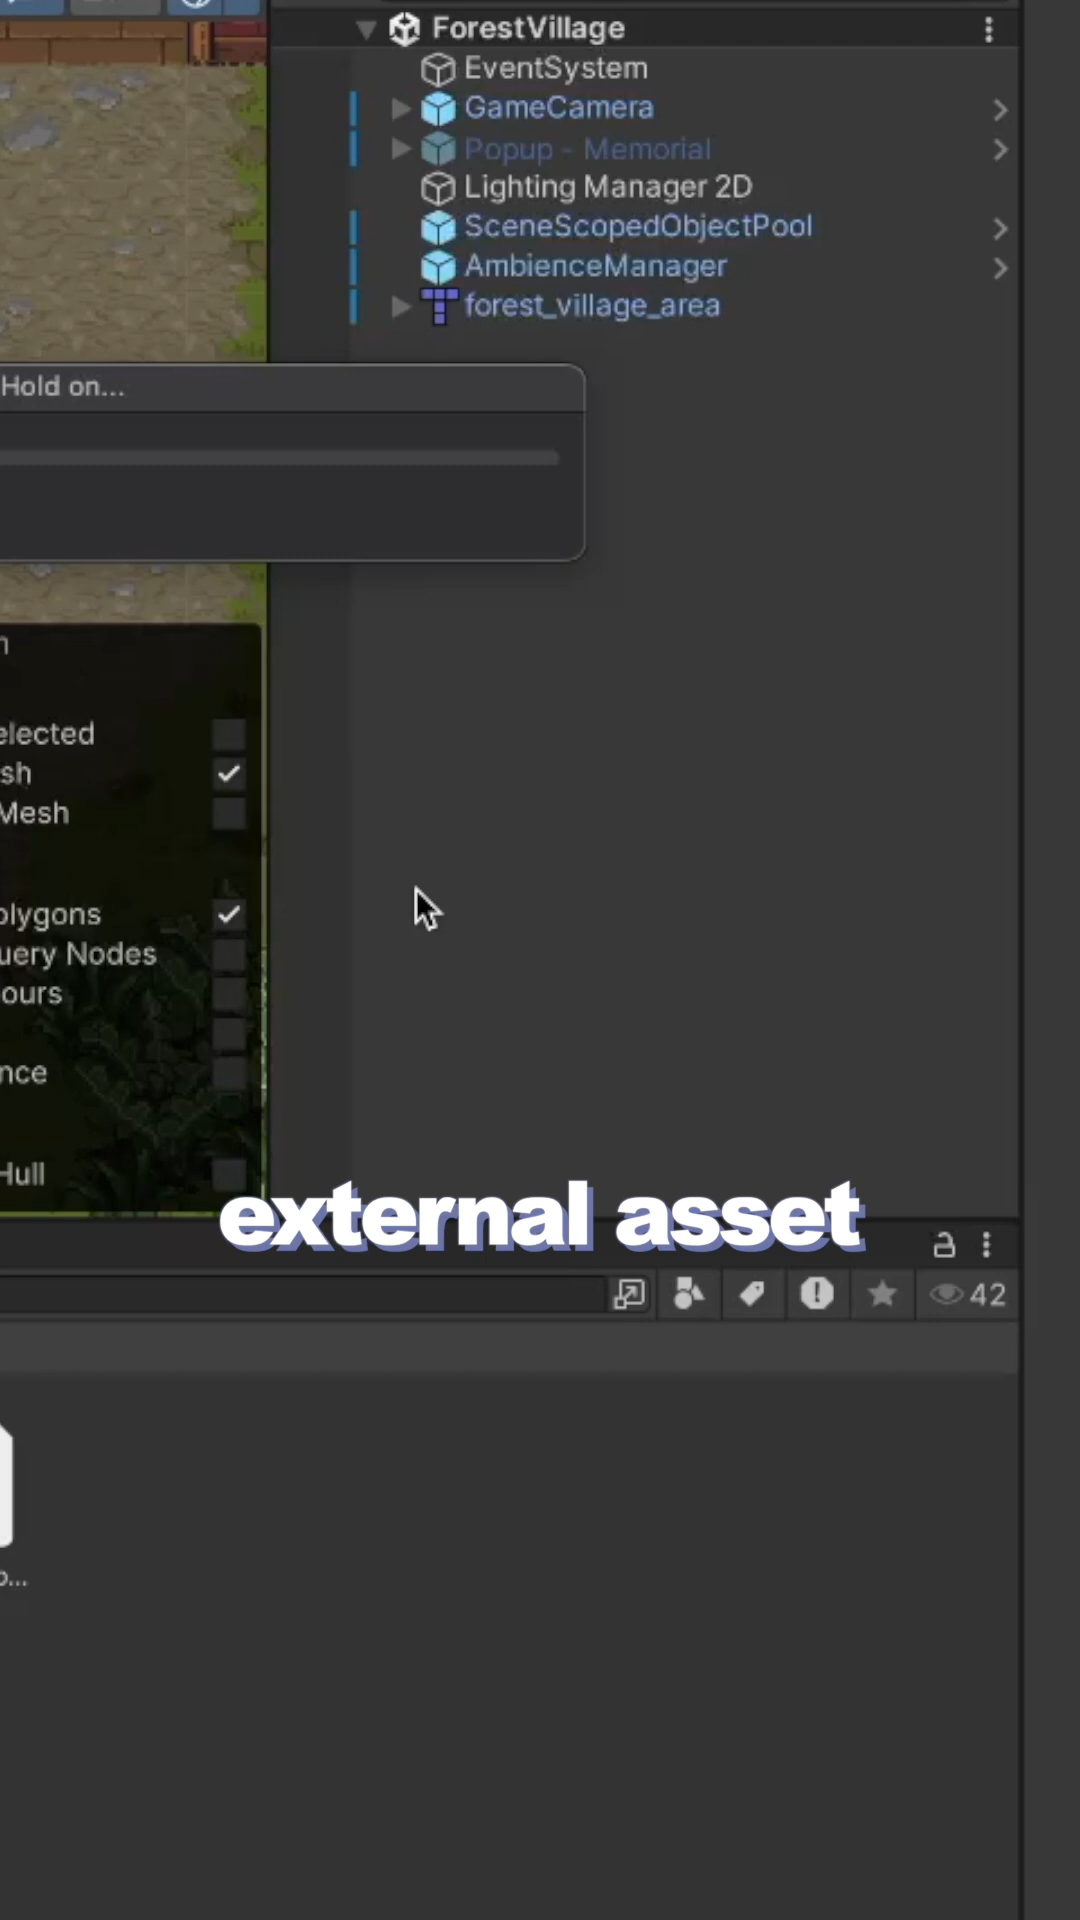 ForestVillage
EventSystem
GameCamera
Popup - Memorial
Lighting Manager 2D
SceneScopedObjectPool
AmbienceManager
forest_village_area
Hold on...
elected
sh
Mesh
olygons
uery Nodes
ours
nce
Hull
external asset
42